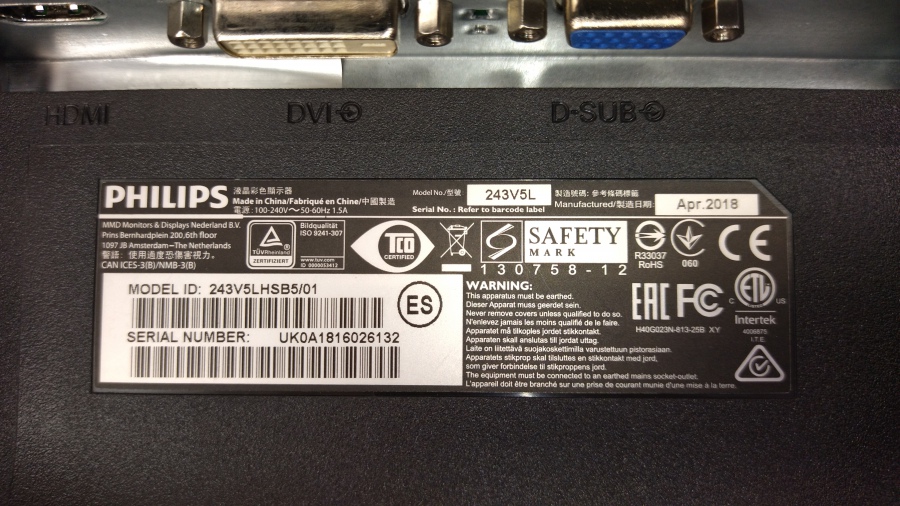 HDMI
DVI
D-SUB
PHILIPS
液晶彩色顯示器
Made in China/Fabriqué en Chine/中國製造
電源:100-240V～50-60Hz 1.5A
Model No./型號
243V5L
Serial No. : Refer to barcode label
製造號碼: 參考條碼標籤
Manufactured/製造日期:
Apr.2018
MMD Monitors & Displays Nederland B.V.
Prins Bernhardplein 200,6th floor
1097 JB Amsterdam—The Netherlands
警語: 使用過度恐傷害視力。
CAN ICES-3(B)/NMB-3(B)
TÜVRheinland
ZERTIFIZIERT
Bildqualität
ISO 9241-307
www.tuv.com
ID 0000053413
TCO
CERTIFIED
SAFETY
MARK
130758-12
R33037
RoHS
060
CE
MODEL ID: 243V5LHSB5/01
SERIAL NUMBER: UK0A1816026132
ES
WARNING:
This apparatus must be earthed.
Dieser Apparat muss geerdet sein.
Never remove covers unless qualified to do so.
N'enlevez jamais les couvercles à moins d'être qualifié de le faire.
Apparatet må tilkoples jordet stikkontakt.
Apparaten skall anslutas till jordat uttag.
Laite on liitettävä suojakoskettimilla varustettuun pistorasiaan.
Apparatets stikprop skal tilsluttes en stikkontakt med jord,
som giver forbindelse til stikproppens jord.
The equipment must be connected to an earthed mains socket-outlet.
L'appareil doit être branché sur une prise de courant munie d'une mise à la terre.
EAC FC
H40G023N-813-25B XY
C ETL US
Intertek
4008875
I.T.E.